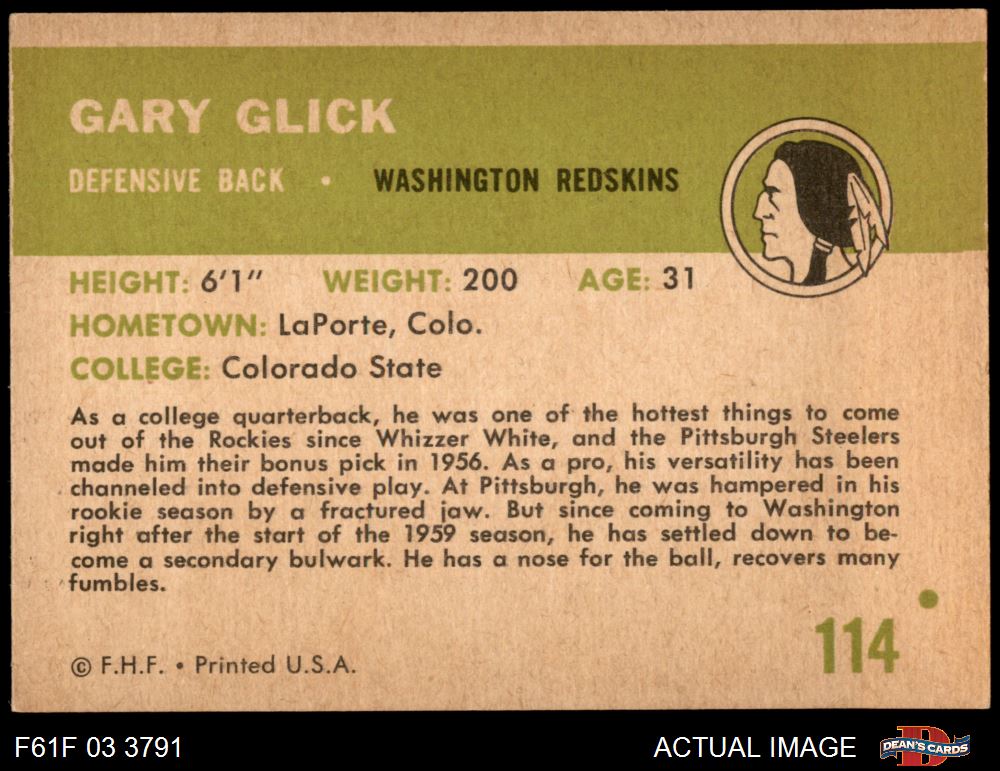 GARY GLICK
DEFENSIVE BACK • WASHINGTON REDSKINS
HEIGHT: 6'1" WEIGHT: 200 AGE: 31
HOMETOWN: LaPorte, Colo.
COLLEGE: Colorado State
As a college quarterback, he was one of the hottest things to come
out of the Rockies since Whizzer White, and the Pittsburgh Steelers
made him their bonus pick in 1956. As a pro, his versatility has been
channeled into defensive play. At Pittsburgh, he was hampered in his
rookie season by a fractured jaw. But since coming to Washington
right after the start of the 1959 season, he has settled down to be-
come a secondary bulwark. He has a nose for the ball, recovers many
fumbles.
114
© F.H.F. • Printed U.S.A.
F61F 03 3791
ACTUAL IMAGE
DEAN'S CARDS